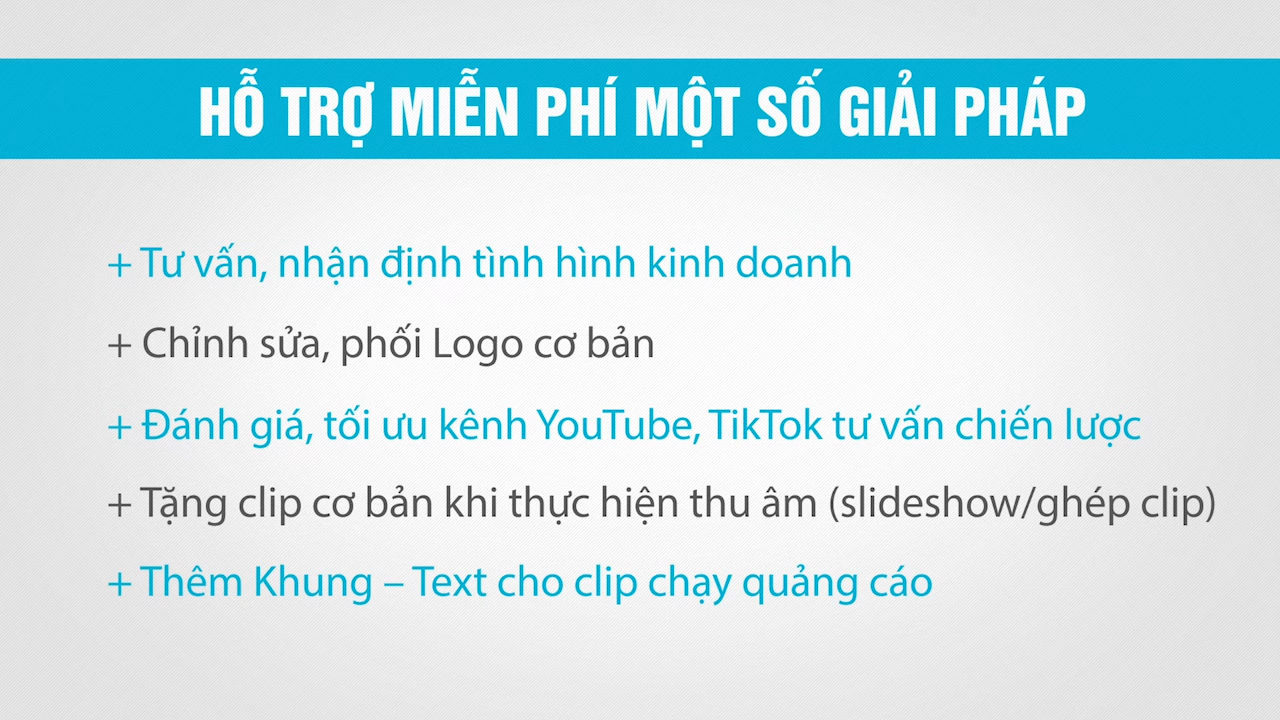 HỖ TRỢ MIỄN PHÍ MỘT SỐ GIẢI PHÁP
+ Tư vấn, nhận định tình hình kinh doanh
+ Chỉnh sửa, phối Logo cơ bản
+ Đánh giá, tối ưu kênh YouTube, TikTok tư vấn chiến lược
+ Tặng clip cơ bản khi thực hiện thu âm (slideshow/ghép clip)
+ Thêm Khung – Text cho clip chạy quảng cáo